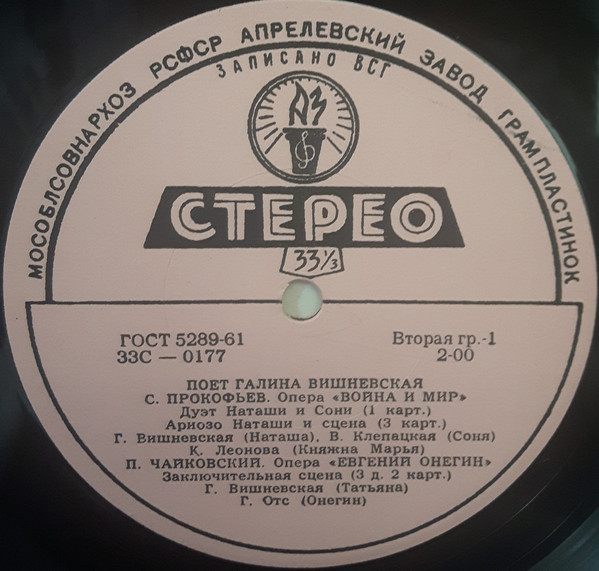 МОСОБЛСОВНАРХОЗ РСФСР АПРЕЛЕВСКИЙ ЗАВОД ГРАМПЛАСТИНОК
ЗАПИСАНО ВСГ
АЗ
СТЕРЕО
33⅓
ГОСТ 5289-61
33С — 0177
Вторая гр.-1
2-00
ПОЕТ ГАЛИНА ВИШНЕВСКАЯ
С. ПРОКОФЬЕВ. Опера «ВОЙНА И МИР»
Дуэт Наташи и Сони (1 карт.)
Ариозо Наташи и сцена (3 карт.)
Г. Вишневская (Наташа), В. Клепацкая (Соня)
К. Леонова (Княжна Марья)
П. ЧАЙКОВСКИЙ. Опера «ЕВГЕНИЙ ОНЕГИН»
Заключительная сцена (3 д. 2 карт.)
Г. Вишневская (Татьяна)
Г. Отс (Онегин)